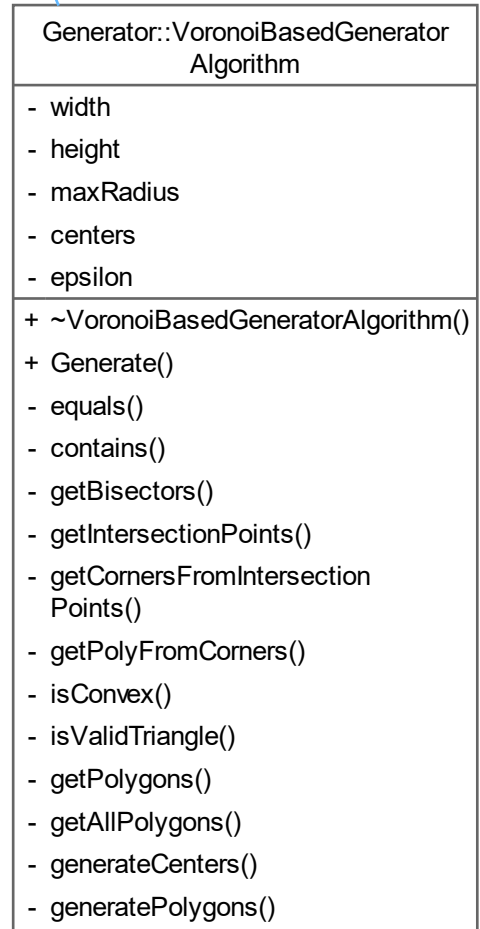 Generator::VoronoiBasedGenerator
Algorithm
- width
- height
- maxRadius
- centers
- epsilon
+ ~VoronoiBasedGeneratorAlgorithm()
+ Generate()
- equals()
- contains()
- getBisectors()
- getIntersectionPoints()
- getCornersFromIntersection
Points()
- getPolyFromCorners()
- isConvex()
- isValidTriangle()
- getPolygons()
- getAllPolygons()
- generateCenters()
- generatePolygons()